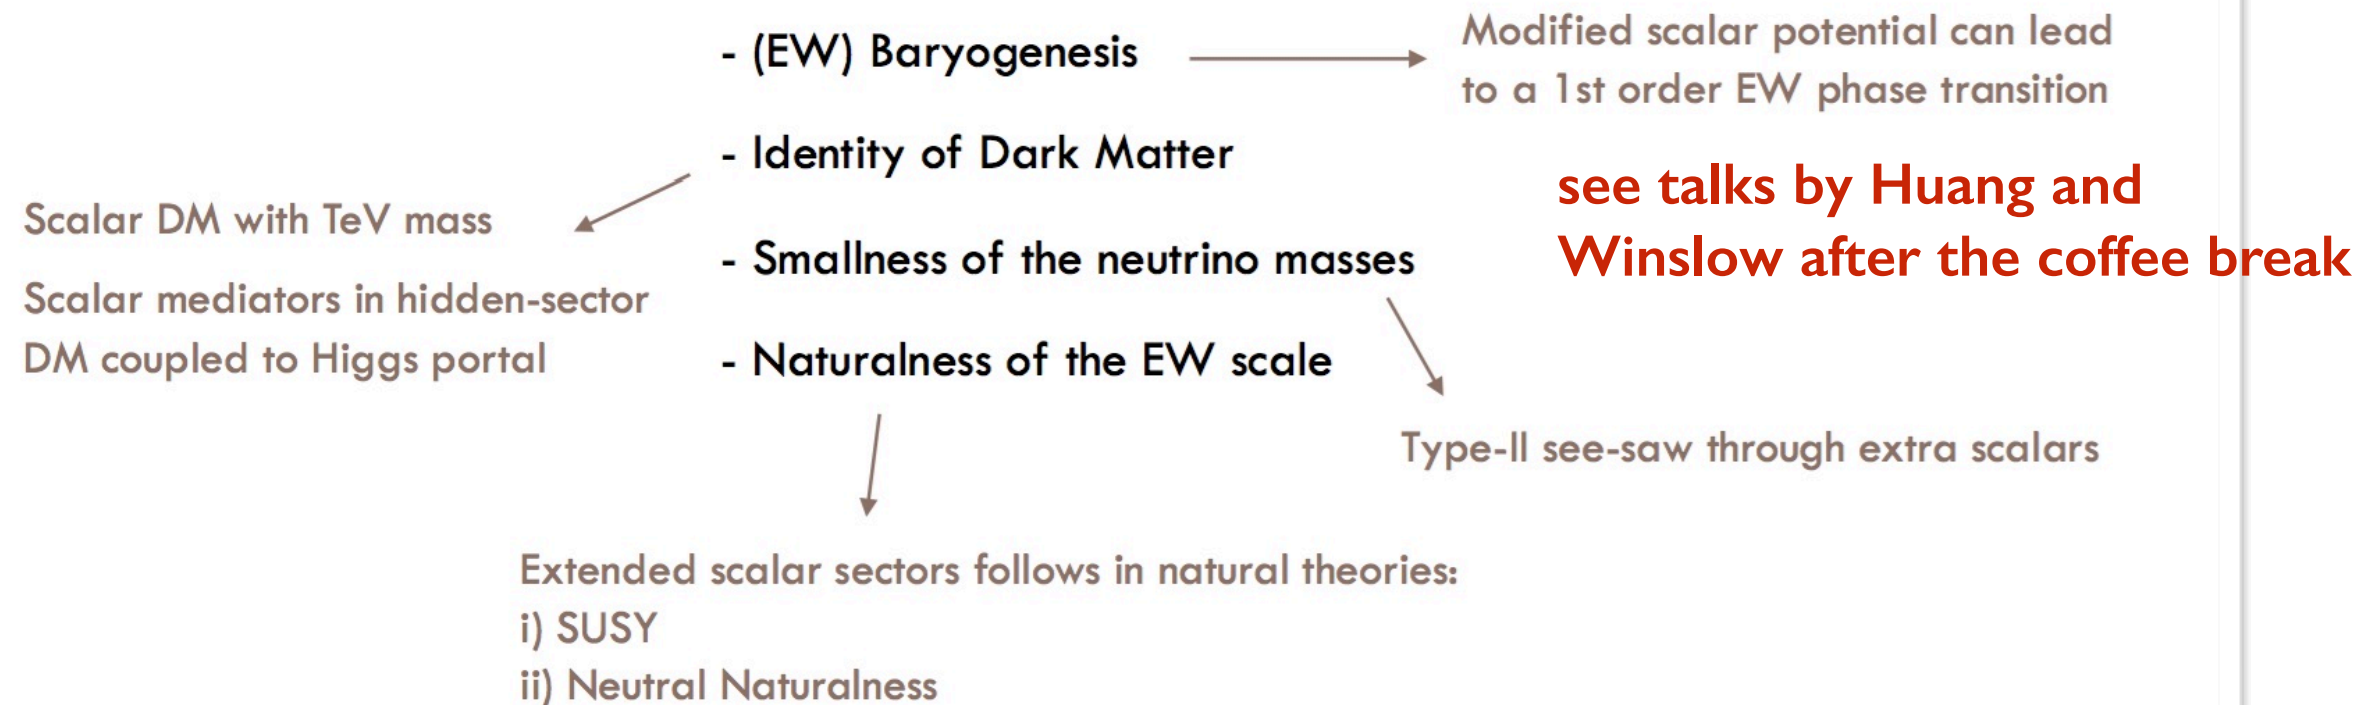 - (EW) Baryogenesis
Modified scalar potential can lead
to a 1st order EW phase transition
- Identity of Dark Matter
see talks by Huang and
Winslow after the coffee break
Scalar DM with TeV mass
Scalar mediators in hidden-sector
DM coupled to Higgs portal
- Smallness of the neutrino masses
- Naturalness of the EW scale
Type-II see-saw through extra scalars
Extended scalar sectors follows in natural theories:
i) SUSY
ii) Neutral Naturalness